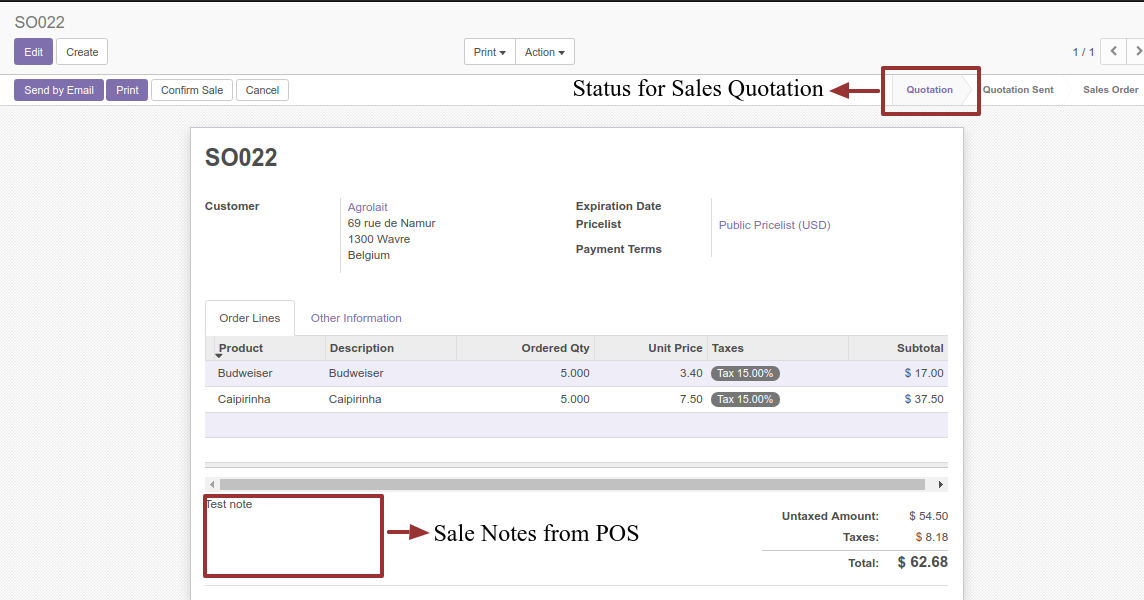 SO022
Edit Create Print Action 1 / 1
Send by Email Print Confirm Sale Cancel Status for Sales Quotation Quotation Quotation Sent Sales Order
SO022
Customer Agrolait Expiration Date
69 rue de Namur Pricelist Public Pricelist (USD)
1300 Wavre Payment Terms
Belgium
Order Lines Other Information
Product Description Ordered Qty Unit Price Taxes Subtotal
Budweiser Budweiser 5.000 3.40 Tax 15.00% $ 17.00
Caipirinha Caipirinha 5.000 7.50 Tax 15.00% $ 37.50
Test note
Sale Notes from POS
Untaxed Amount: $ 54.50
Taxes: $ 8.18
Total: $ 62.68